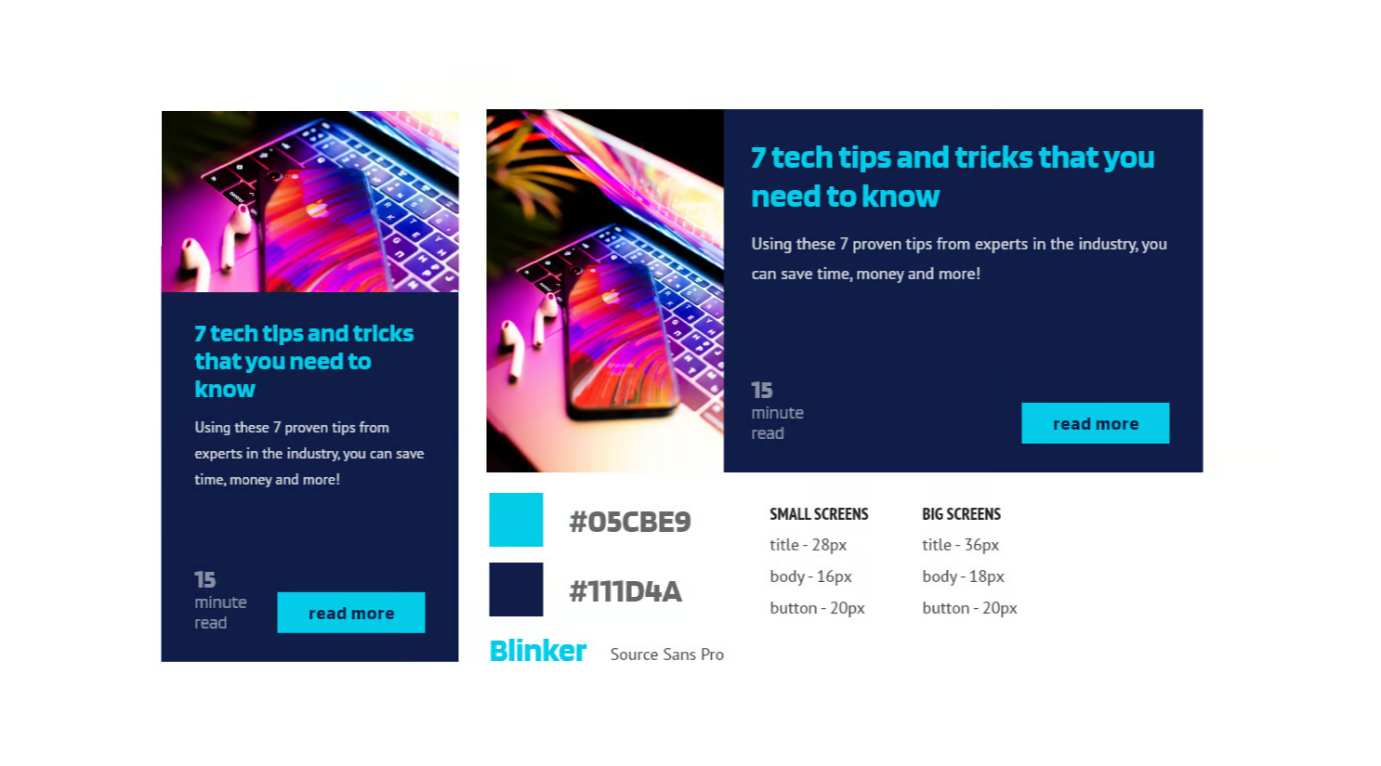 7 tech tips and tricks
that you need to
know
Using these 7 proven tips from
experts in the industry, you can save
time, money and more!
15
minute
read
read more
7 tech tips and tricks that you
need to know
Using these 7 proven tips from experts in the industry, you
can save time, money and more!
15
minute
read
read more
#05CBE9
#111D4A
Blinker
Source Sans Pro
SMALL SCREENS
title - 28px
body - 16px
button - 20px
BIG SCREENS
title - 36px
body - 18px
button - 20px